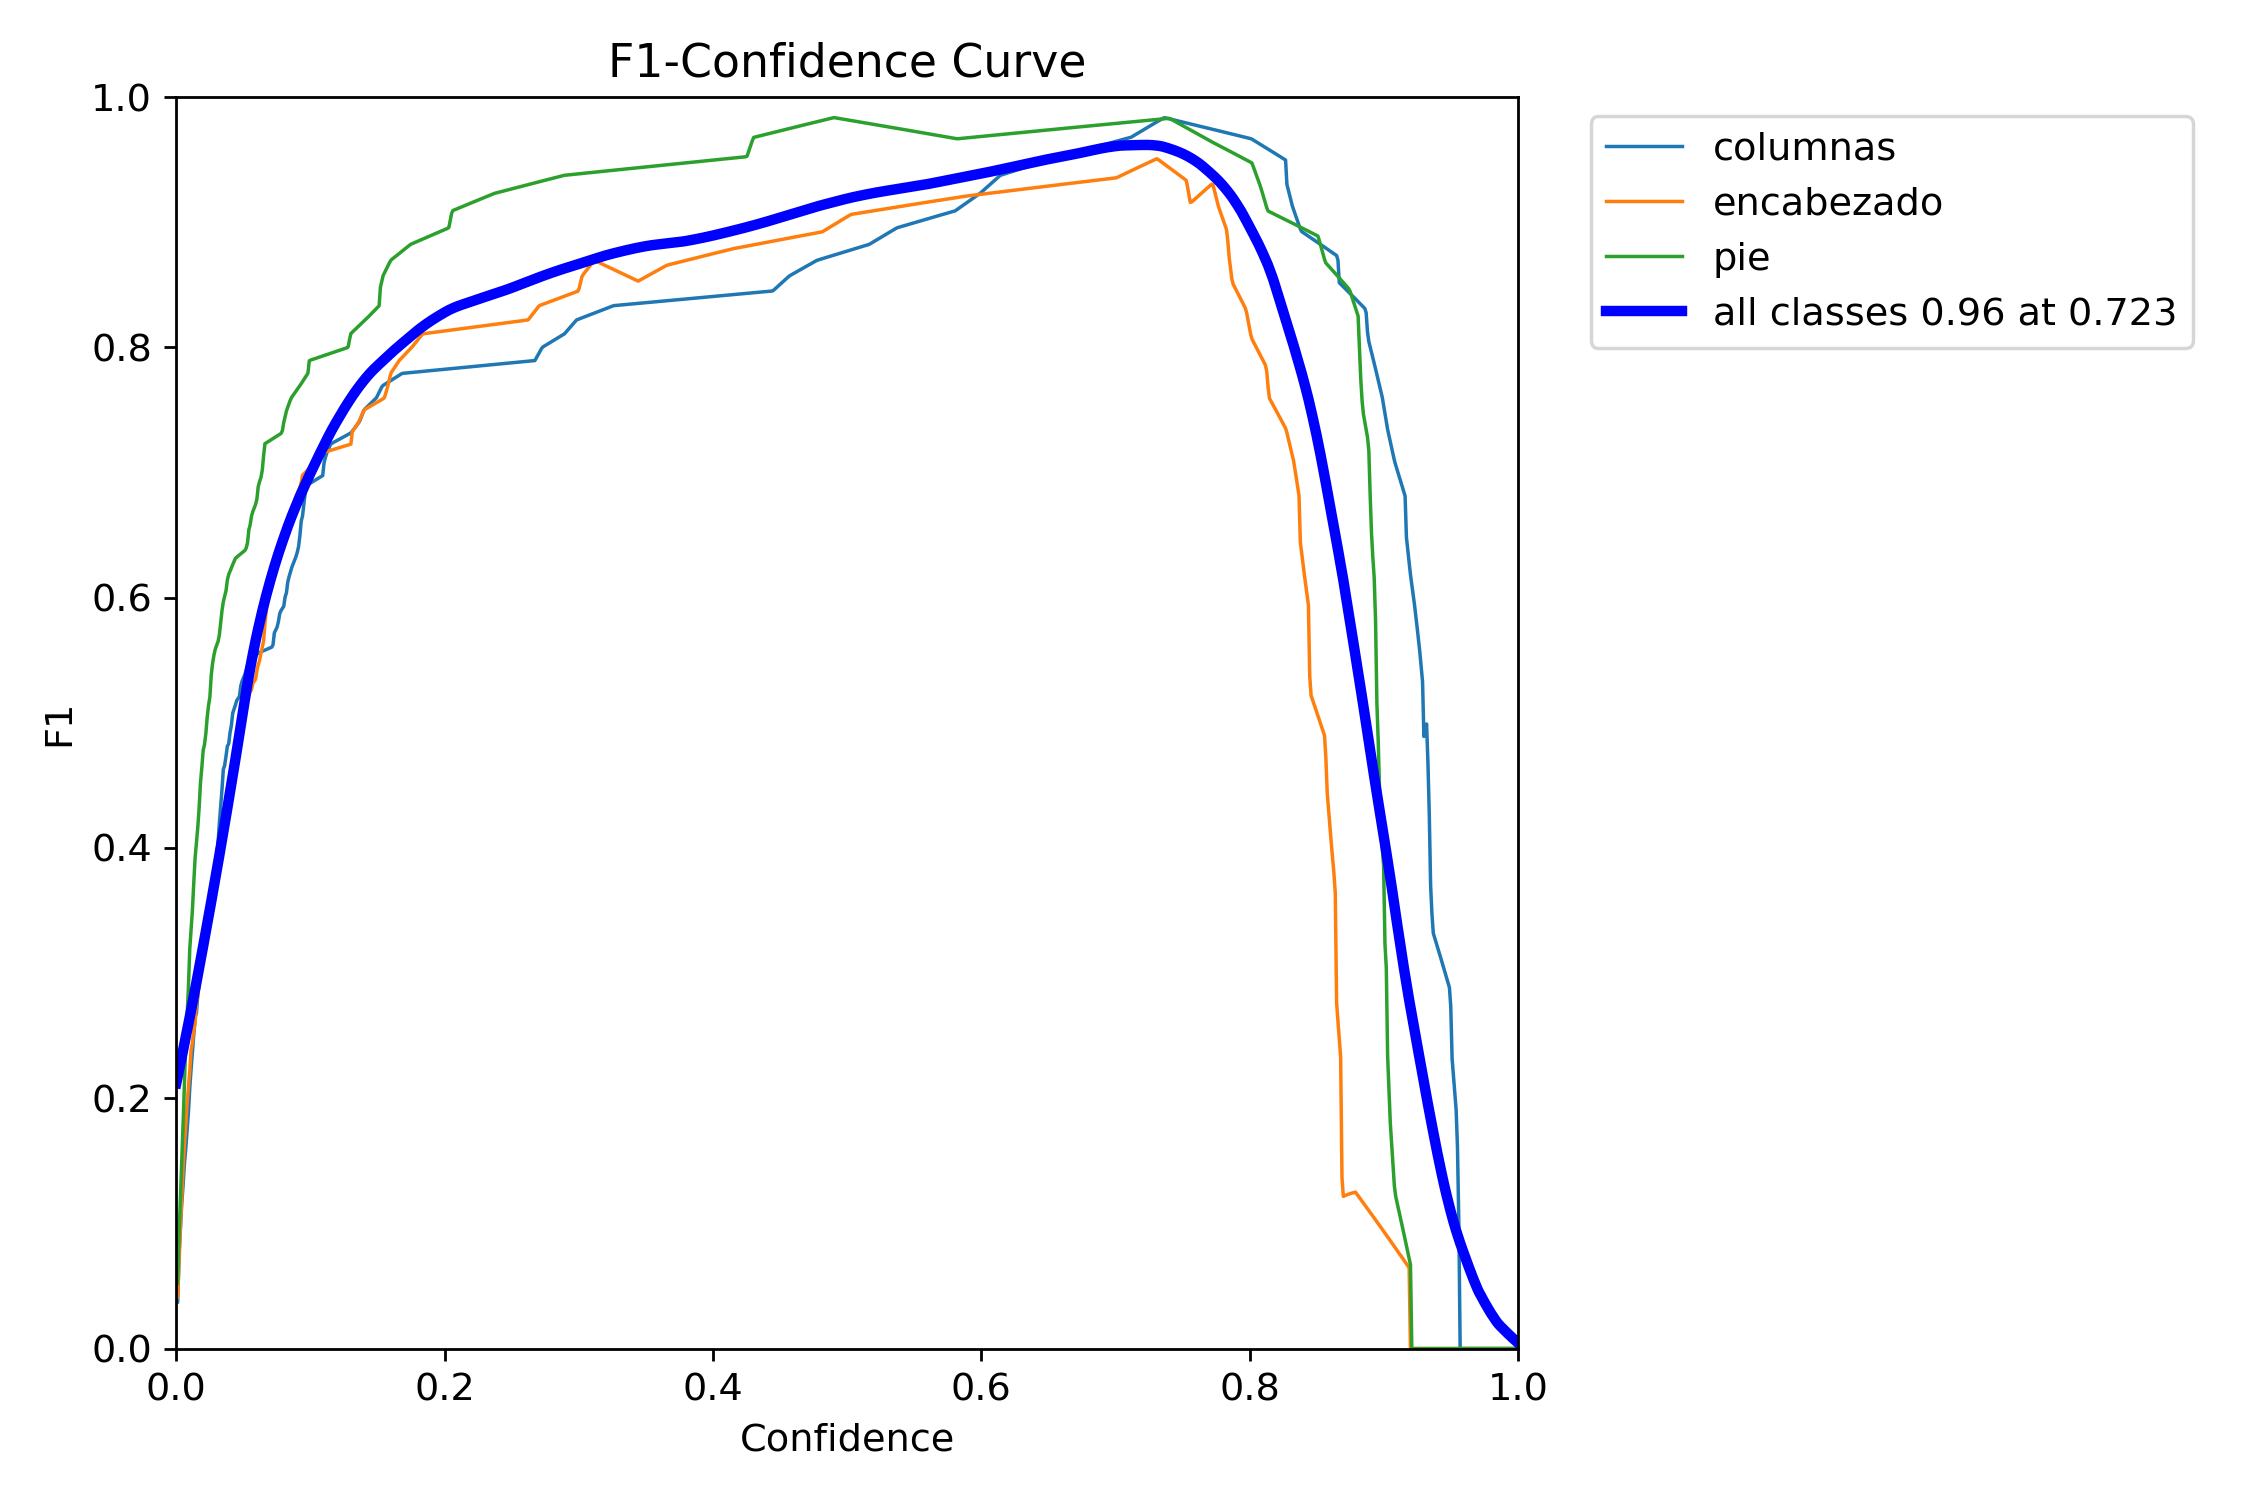 F1-Confidence Curve
1.0
0.8
0.6
0.4
0.2
0.0
F1
0.0 0.2 0.4 0.6 0.8 1.0
Confidence
columnas
encabezado
pie
all classes 0.96 at 0.723